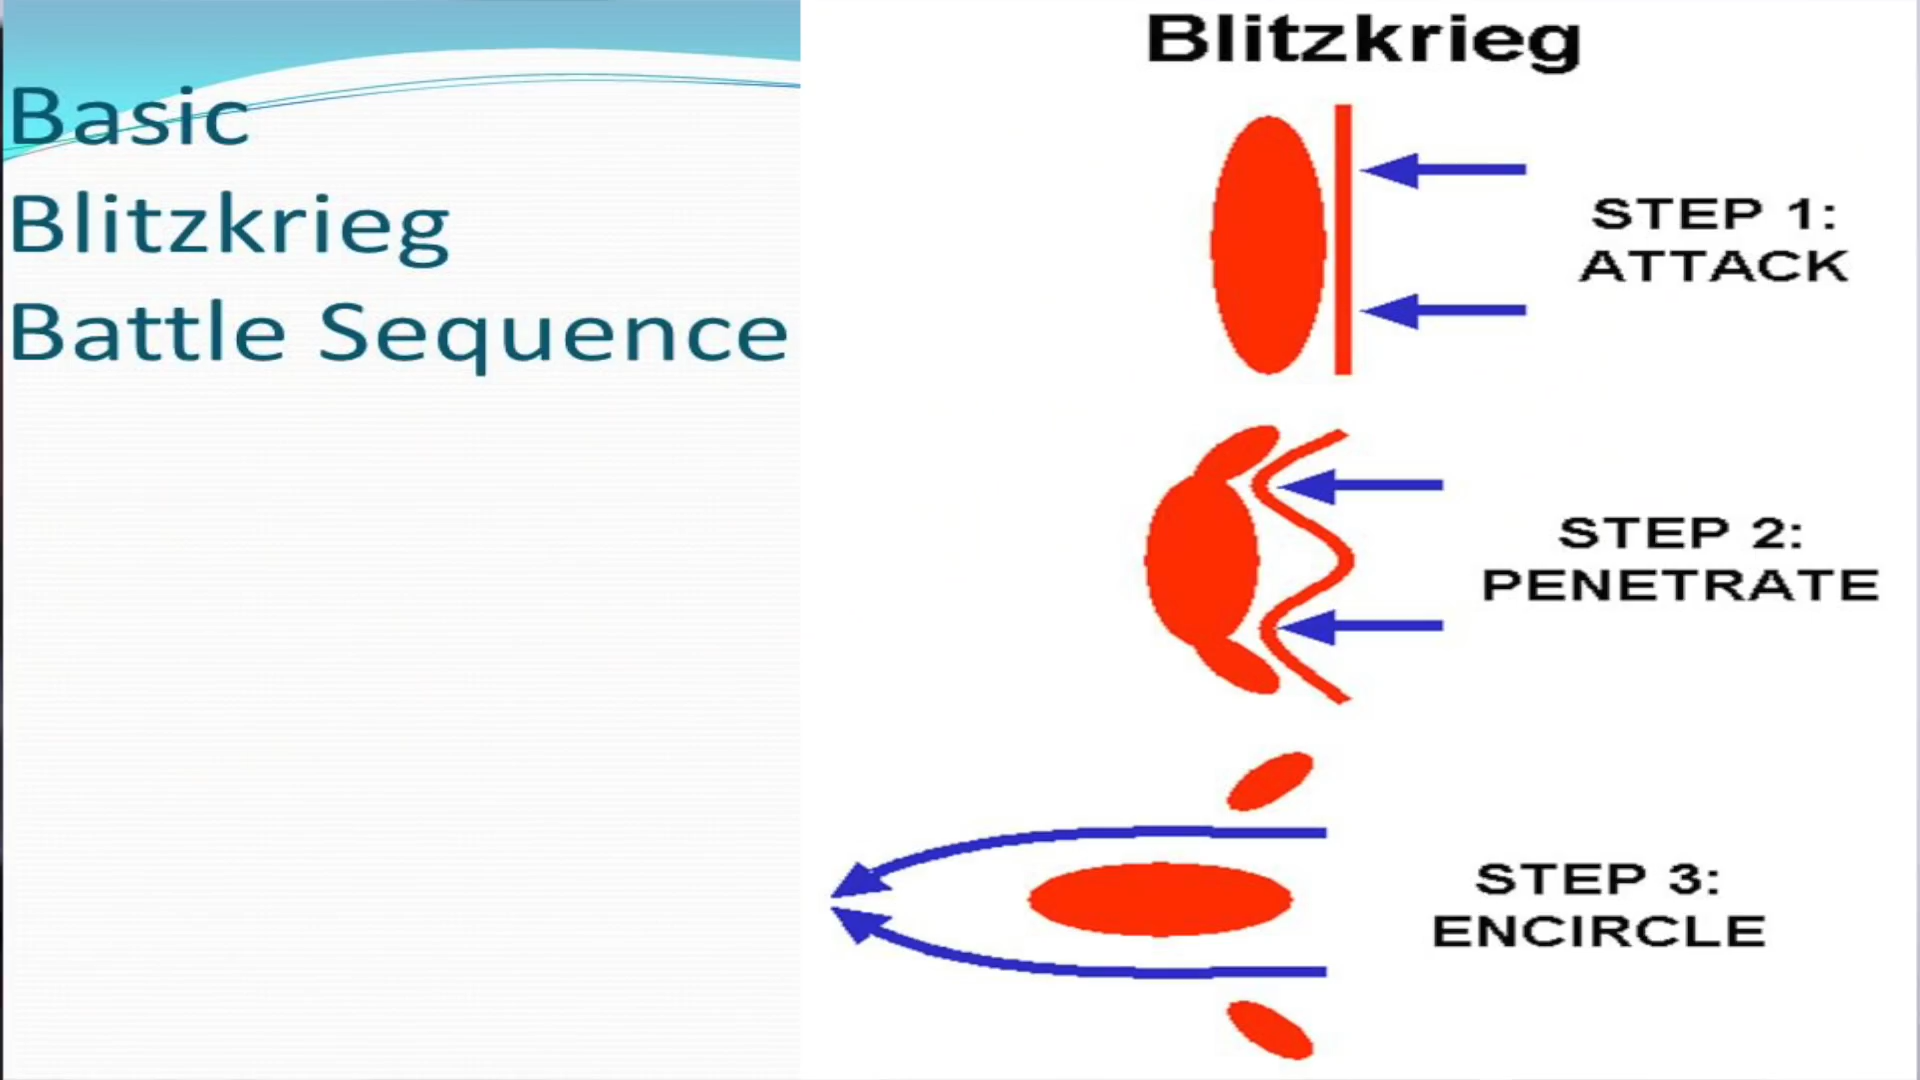 Basic
Blitzkrieg
Battle Sequence
Blitzkrieg
STEP 1:
ATTACK
STEP 2:
PENETRATE
STEP 3:
ENCIRCLE